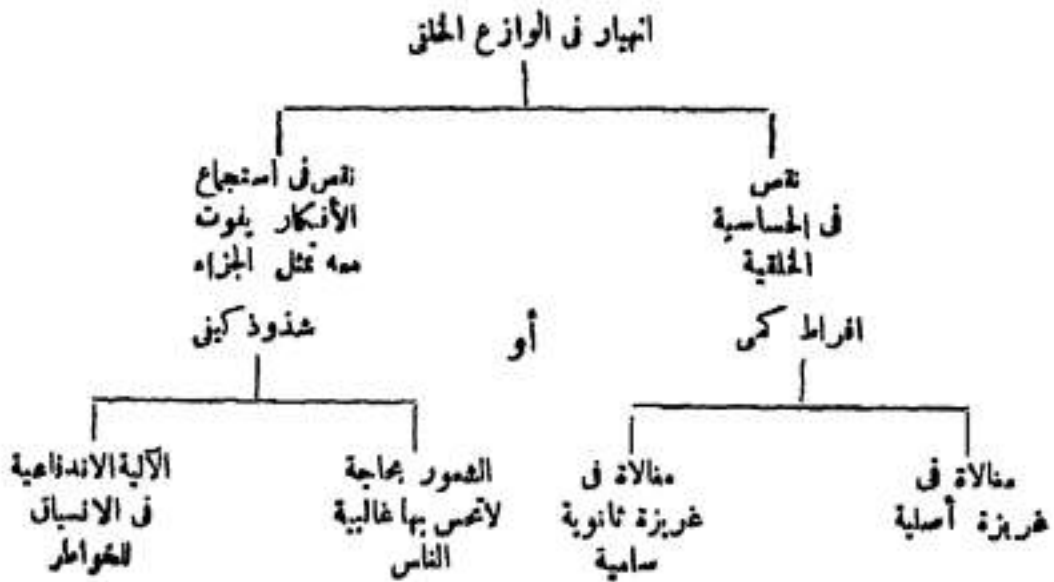 انهيار فى الوازع الخلقى
نقص
فى الحساسية
الخلقية
نقص فى استجماع
الأفكار يفوت
معه تمثل الجزاء
افراط كمى
أو
شذوذ كيفى
مغالاة فى
غريزة أصلية
مغالاة فى
غريزة ثانوية
سامية
الشعور بحاجة
لاتحس بها غالبية
الناس
الآلية الاندفاعية
فى الانسياق
للخواطر